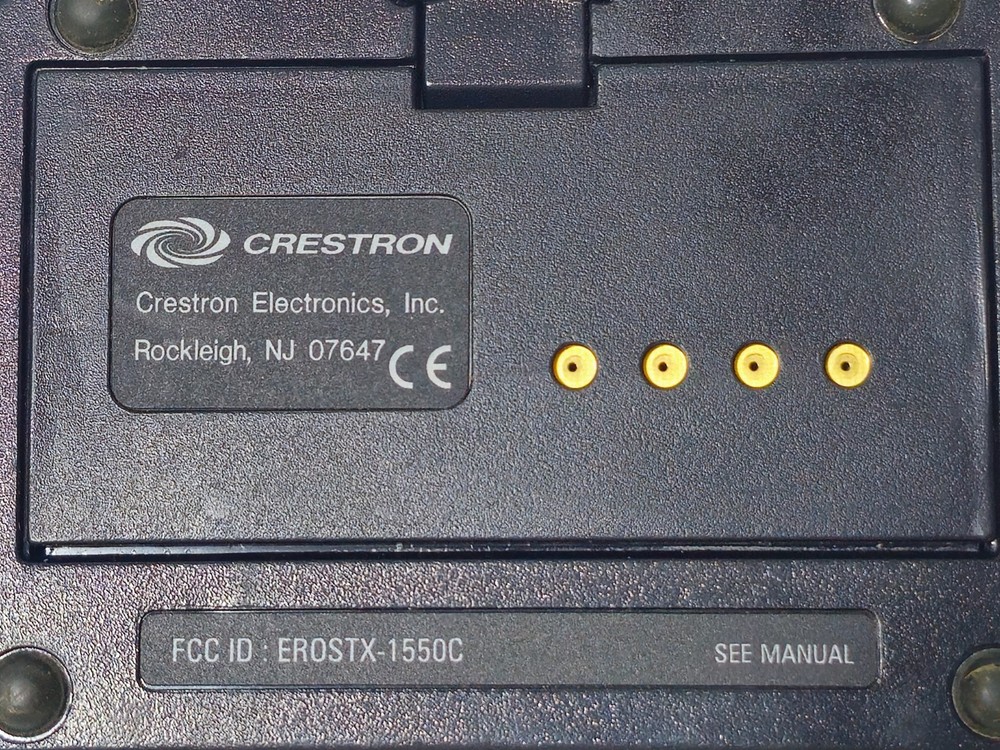 CRESTRON
Crestron Electronics, Inc.
Rockleigh, NJ 07647 CE
FCC ID : EROSTX-1550C SEE MANUAL